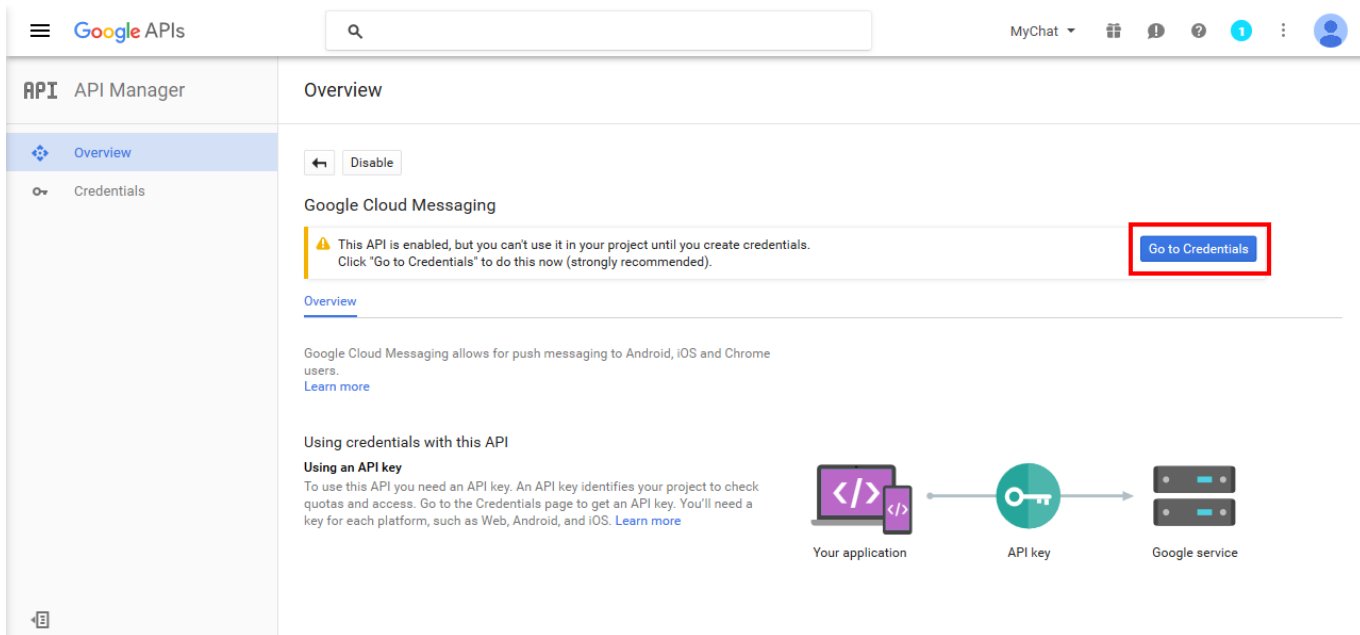 Google APIs
MyChat
1
API API Manager
Overview
Overview
Credentials
Disable
Google Cloud Messaging
This API is enabled, but you can't use it in your project until you create credentials.
Click "Go to Credentials" to do this now (strongly recommended).
Go to Credentials
Overview
Google Cloud Messaging allows for push messaging to Android, iOS and Chrome
users.
Learn more
Using credentials with this API
Using an API key
To use this API you need an API key. An API key identifies your project to check
quotas and access. Go to the Credentials page to get an API key. You'll need a
key for each platform, such as Web, Android, and iOS. Learn more
</>
</>
Your application
API key
Google service